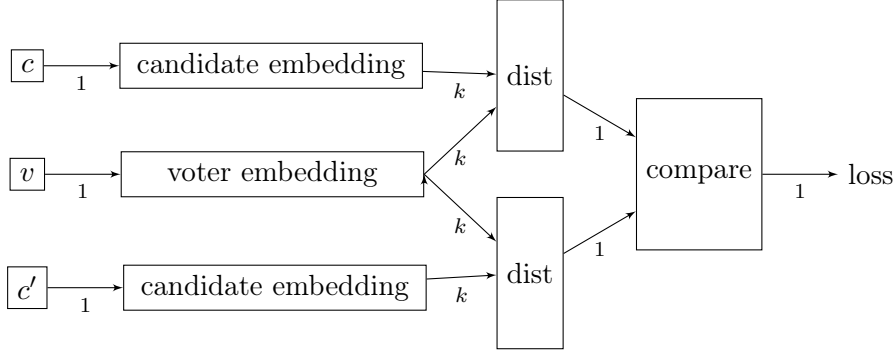 c
1
candidate embedding
k
dist
v
1
voter embedding
k
k
1
1
compare
1
loss
c′
1
candidate embedding
k
dist